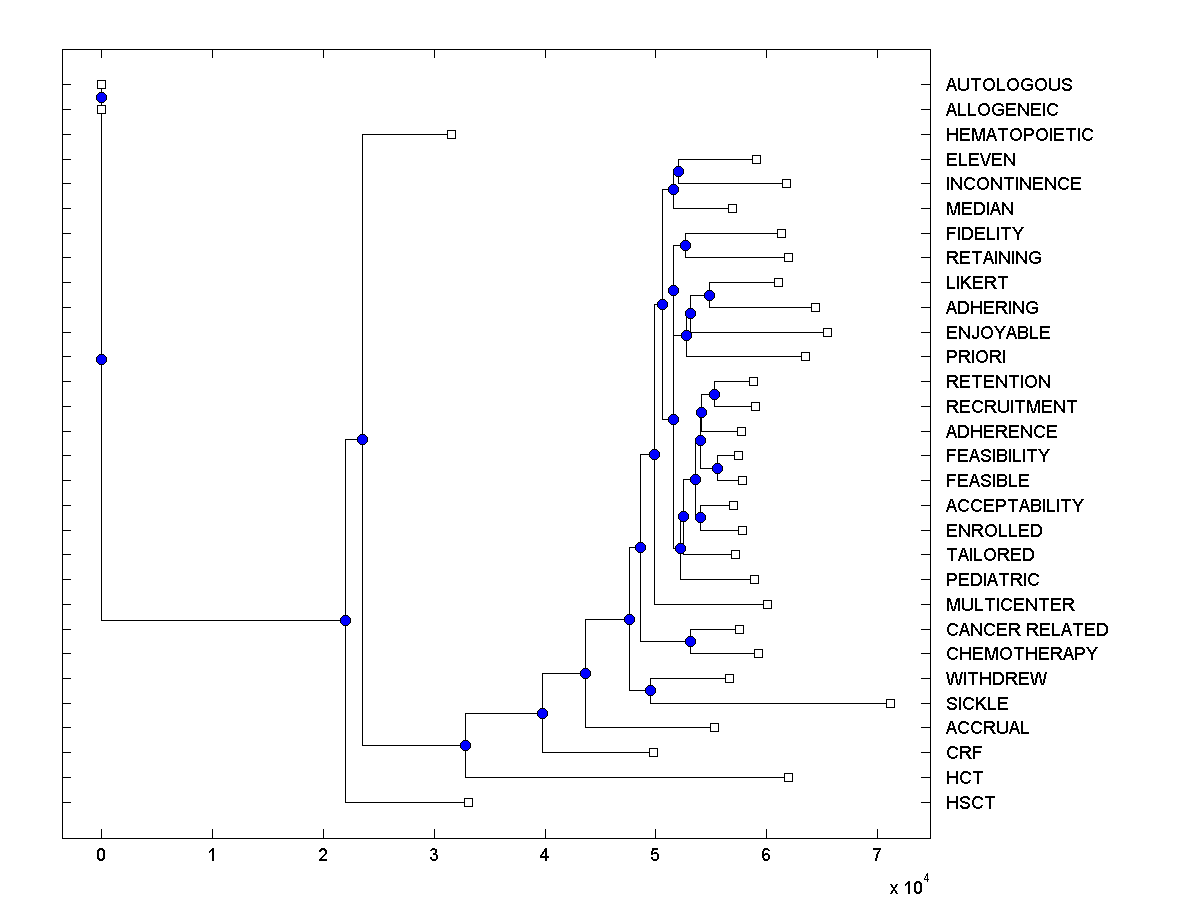 AUTOLOGOUS
ALLOGENEIC
HEMATOPOIETIC
ELEVEN
INCONTINENCE
MEDIAN
FIDELITY
RETAINING
LIKERT
ADHERING
ENJOYABLE
PRIORI
RETENTION
RECRUITMENT
ADHERENCE
FEASIBILITY
FEASIBLE
ACCEPTABILITY
ENROLLED
TAILORED
PEDIATRIC
MULTICENTER
CANCER RELATED
CHEMOTHERAPY
WITHDREW
SICKLE
ACCRUAL
CRF
HCT
HSCT
0 1 2 3 4 5 6 7
x 10^4